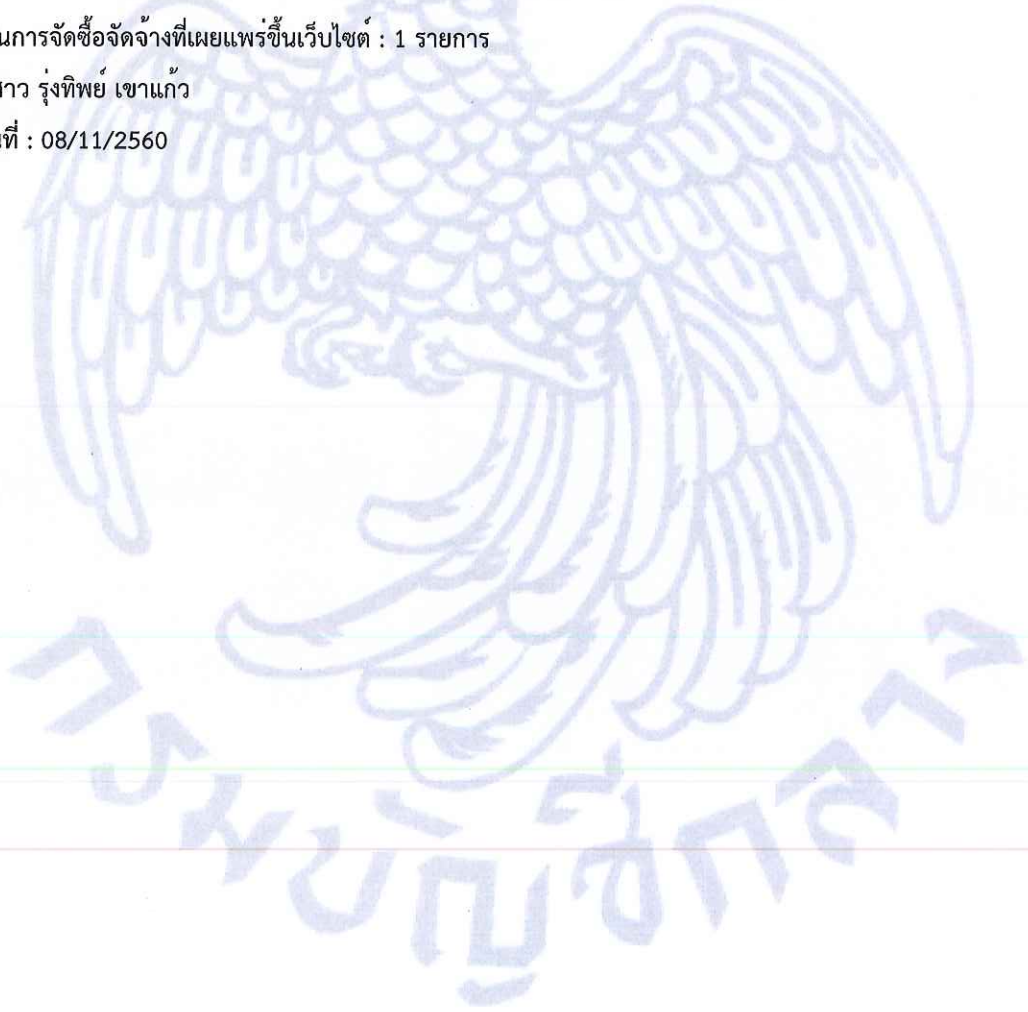 นการจัดซื้อจัดจ้างที่เผยแพร่ขึ้นเว็บไซต์ : 1 รายการ
สาว รุ่งทิพย์ เขาแก้ว
ที่ : 08/11/2560
กรมบัญชีกลาง